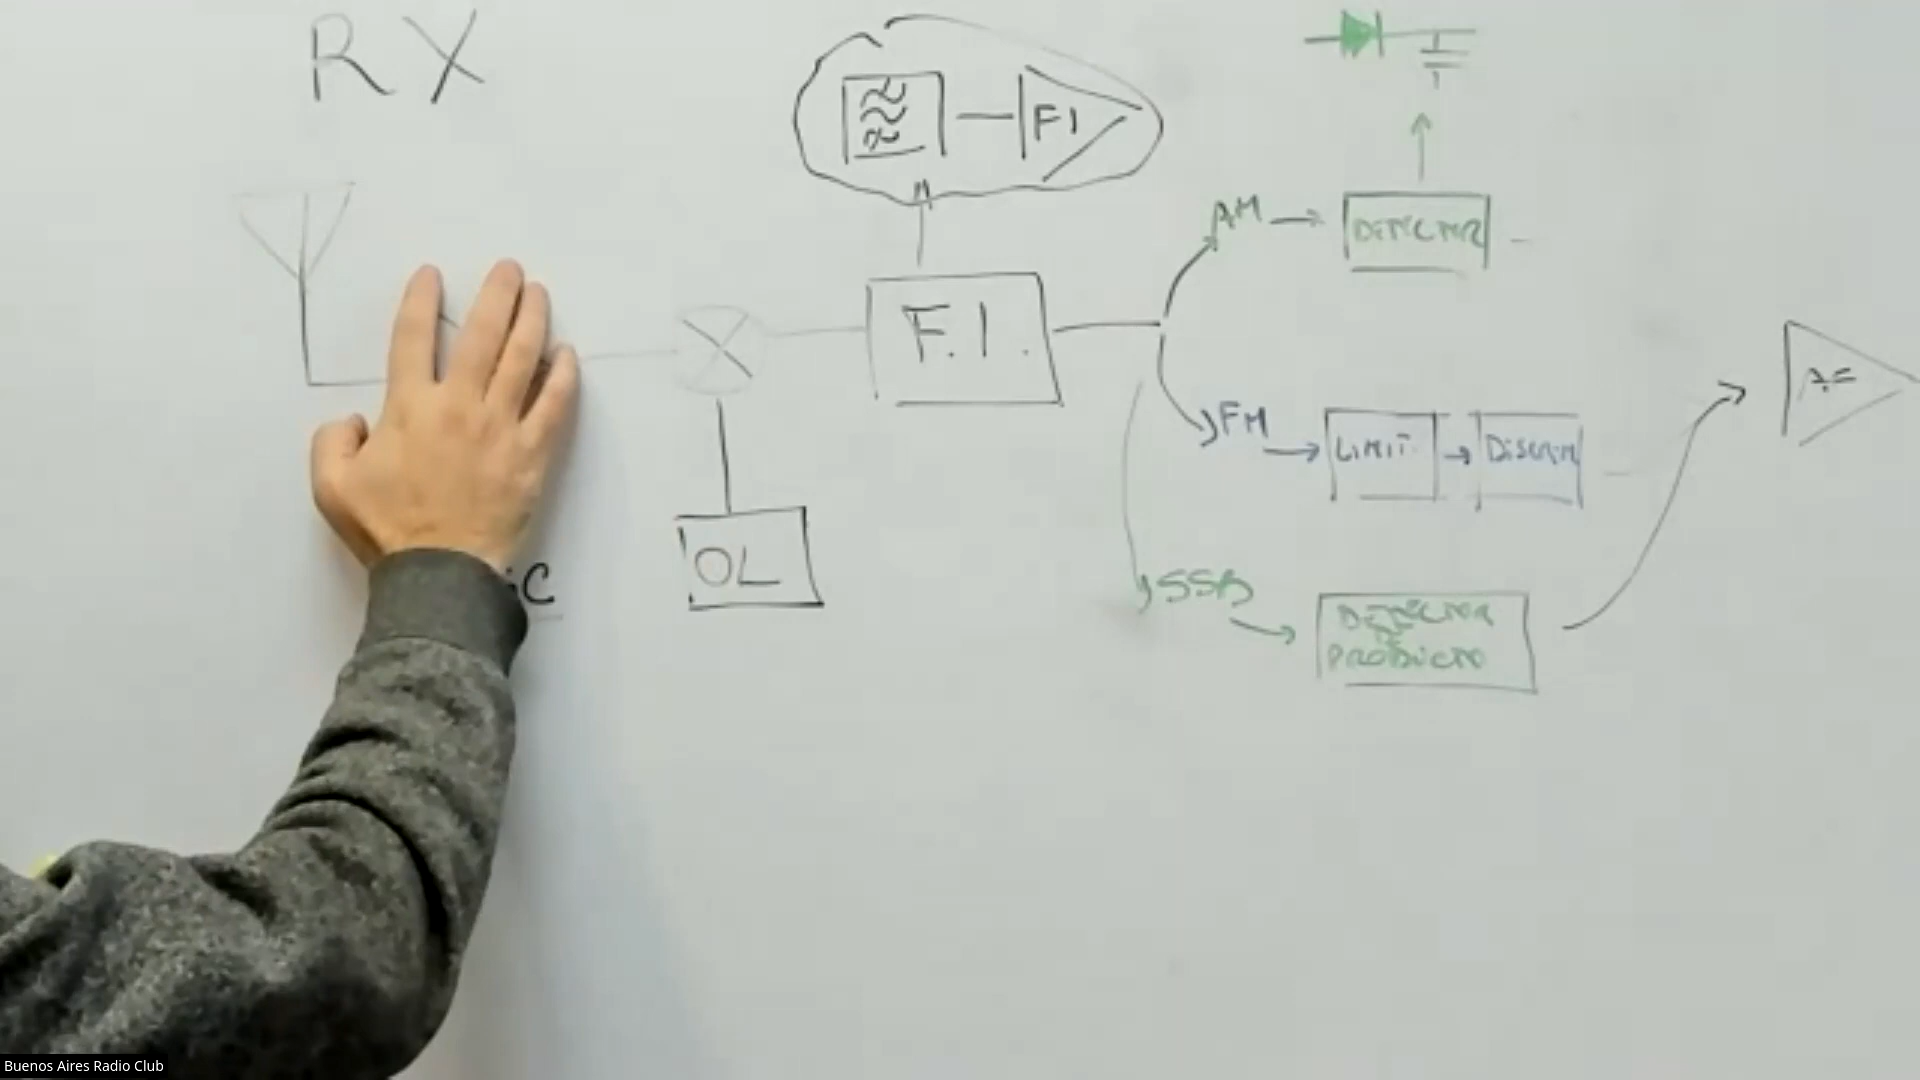 RX
FI
AM
DETECTOR
F.I.
FM
LIMIT.
DISCRIM
OL
SSB
DETECTOR
DE
PRODUCTO
Buenos Aires Radio Club